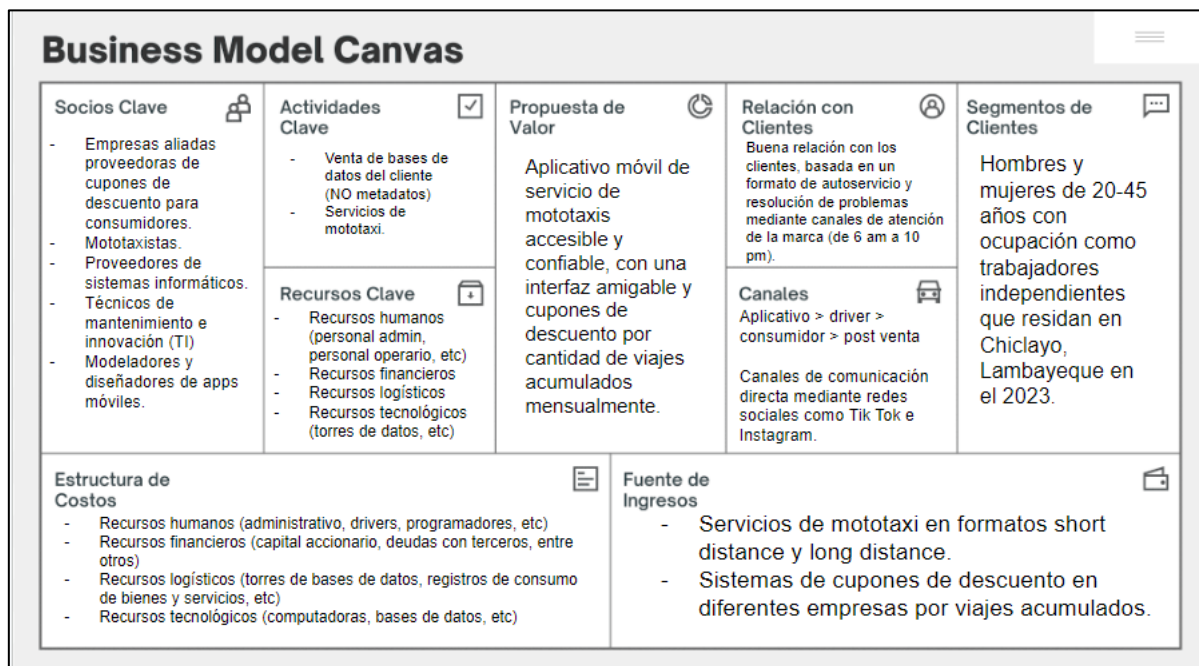 Business Model Canvas
Socios Clave
- Empresas aliadas
proveedoras de
cupones de
descuento para
consumidores.
- Mototaxistas.
- Proveedores de
sistemas informáticos.
- Técnicos de
mantenimiento e
innovación (TI)
- Modeladores y
diseñadores de apps
móviles.
Actividades
Clave
- Venta de bases de
datos del cliente
(NO metadatos)
- Servicios de
mototaxi.
Recursos Clave
- Recursos humanos
(personal admin,
personal operario, etc)
- Recursos financieros
- Recursos logísticos
- Recursos tecnológicos
(torres de datos, etc)
Propuesta de
Valor
Aplicativo móvil de
servicio de
mototaxis
accesible y
confiable, con una
interfaz amigable y
cupones de
descuento por
cantidad de viajes
acumulados
mensualmente.
Relación con
Clientes
Buena relación con los
clientes, basada en un
formato de autoservicio y
resolución de problemas
mediante canales de atención
de la marca (de 6 am a 10
pm).
Canales
Aplicativo > driver >
consumidor > post venta
Canales de comunicación
directa mediante redes
sociales como Tik Tok e
Instagram.
Segmentos de
Clientes
Hombres y
mujeres de 20-45
años con
ocupación como
trabajadores
independientes
que residan en
Chiclayo,
Lambayeque en
el 2023.
Estructura de
Costos
- Recursos humanos (administrativo, drivers, programadores, etc)
- Recursos financieros (capital accionario, deudas con terceros, entre
otros)
- Recursos logísticos (torres de bases de datos, registros de consumo
de bienes y servicios, etc)
- Recursos tecnológicos (computadoras, bases de datos, etc)
Fuente de
Ingresos
- Servicios de mototaxi en formatos short
distance y long distance.
- Sistemas de cupones de descuento en
diferentes empresas por viajes acumulados.